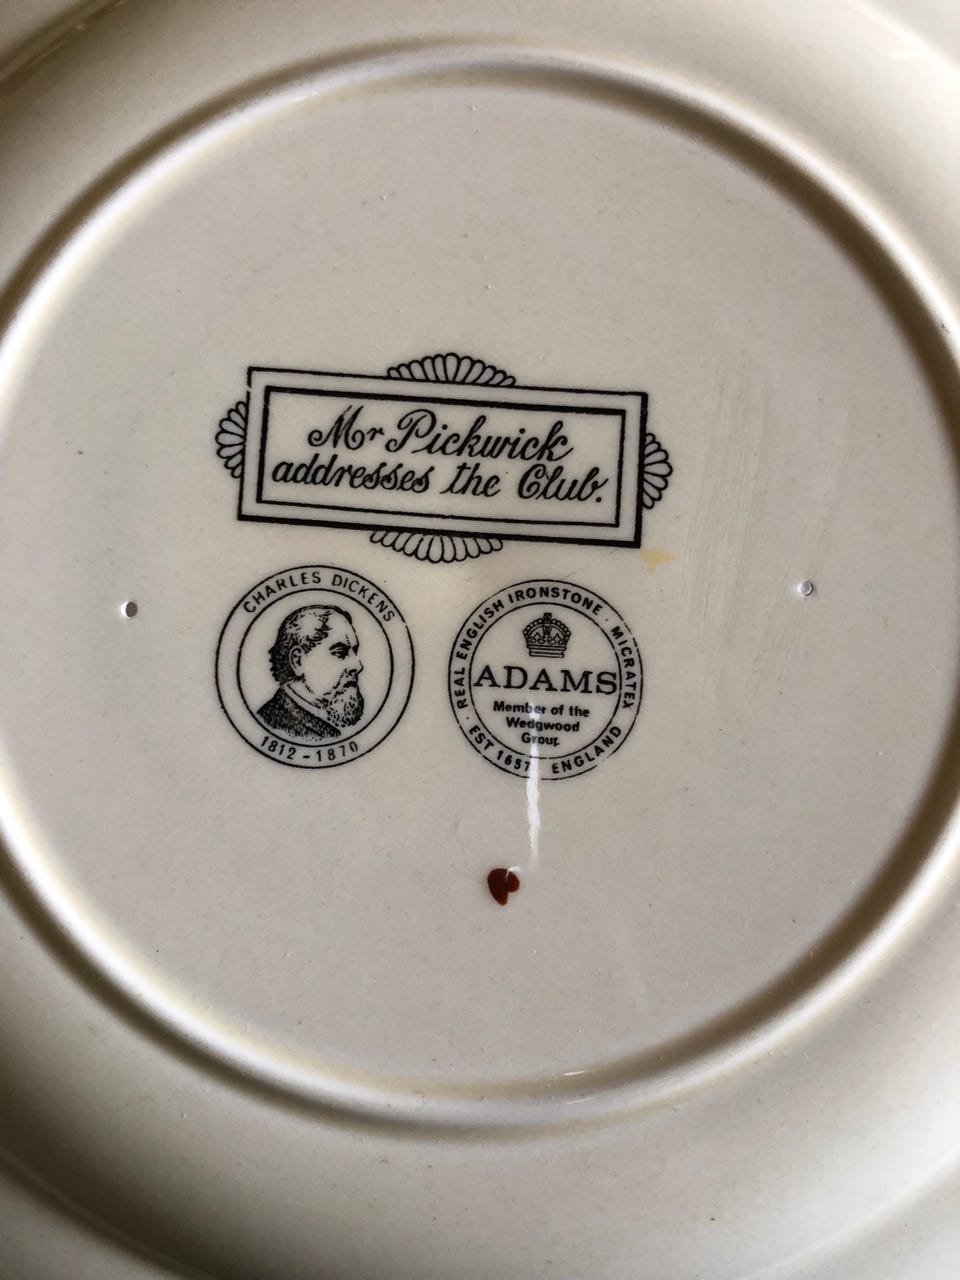 Mr Pickwick
addresses the Club.
CHARLES DICKENS
1812-1870
REAL ENGLISH IRONSTONE · MICRATEX
ADAMS
Member of the
Wedgwood
Group
· EST 1657
ENGLAND